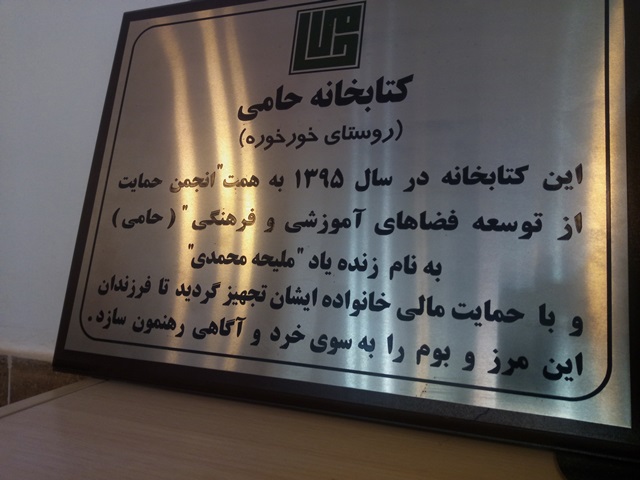 حامی
کتابخانه حامی
(روستای خورخوره)
این کتابخانه در سال ۱۳۹۵ به همت"انجمن حمایت
از توسعه فضاهای آموزشی و فرهنگی" (حامی)
به نام زنده یاد "ملیحه محمدی"
و با حمایت مالی خانواده ایشان تجهیز گردید تا فرزندان
این مرز و بوم را به سوی خرد و آگاهی رهنمون سازد.